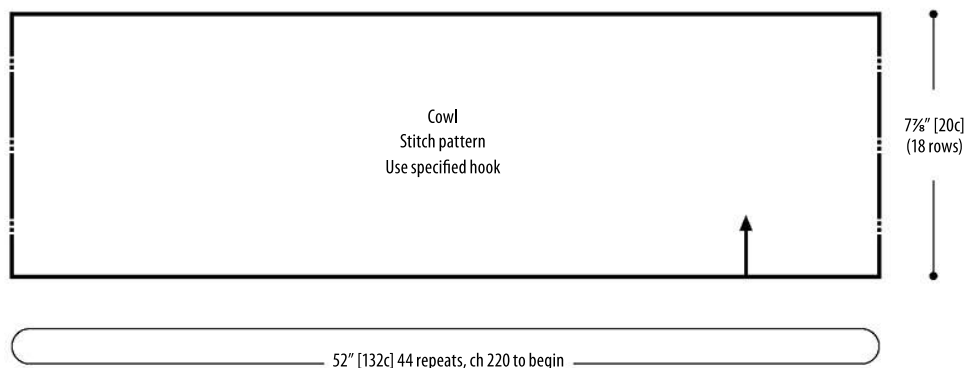 Cowl
Stitch pattern
Use specified hook
7⅞″ [20c]
(18 rows)
52″ [132c] 44 repeats, ch 220 to begin